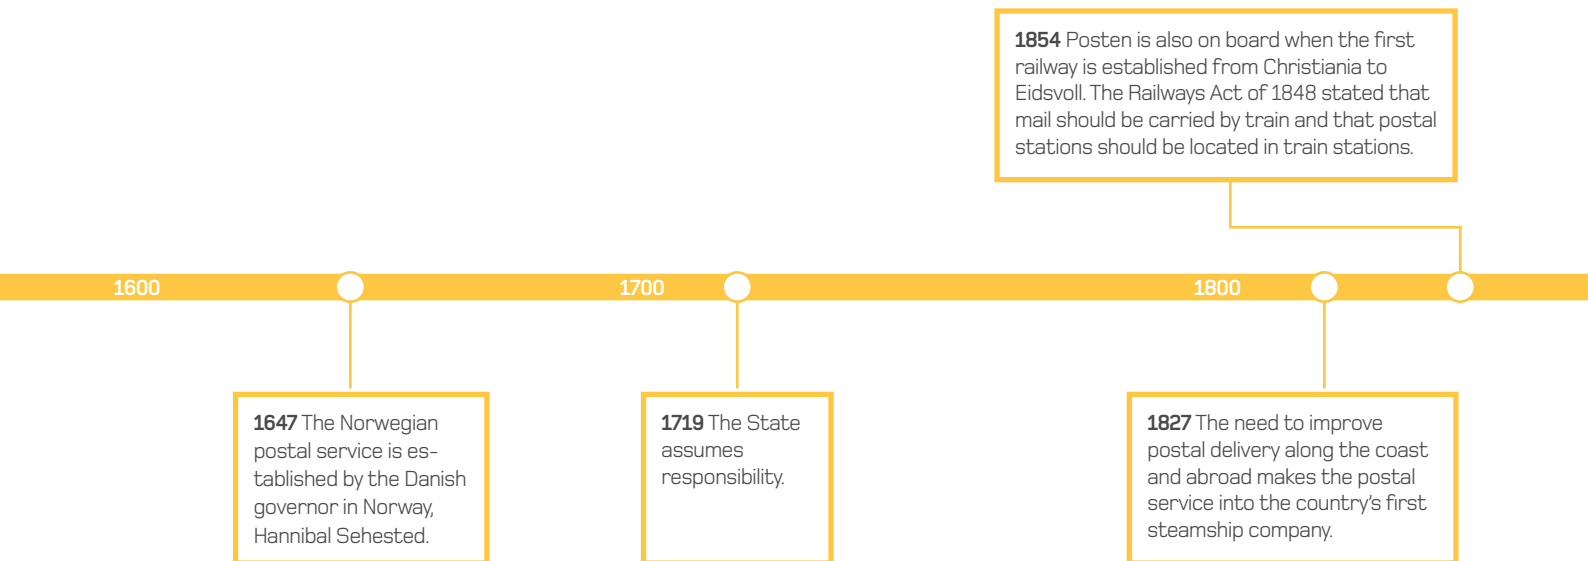 1854 Posten is also on board when the first
railway is established from Christiania to
Eidsvoll. The Railways Act of 1848 stated that
mail should be carried by train and that postal
stations should be located in train stations.
1600
1700
1800
1647 The Norwegian
postal service is es-
tablished by the Danish
governor in Norway,
Hannibal Sehested.
1719 The State
assumes
responsibility.
1827 The need to improve
postal delivery along the coast
and abroad makes the postal
service into the country's first
steamship company.